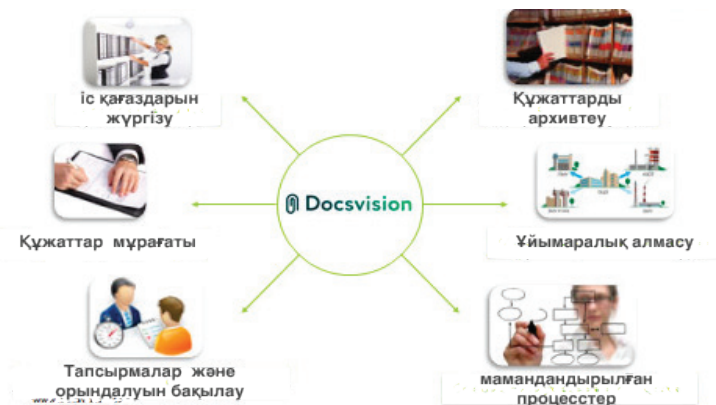 іс қағаздарын
жүргізу
Құжаттарды
архивтеу
Docsvision
Құжаттар мұрағаты
Ұйымаралық алмасу
Тапсырмалар және
орындалуын бақылау
мамандандырылған
процесстер